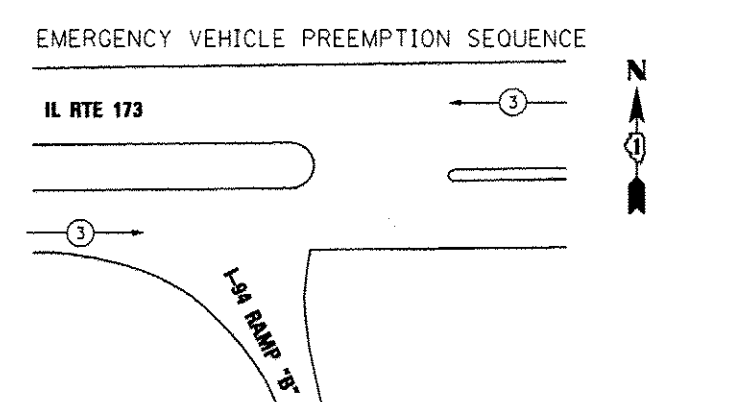 EMERGENCY VEHICLE PREEMPTION SEQUENCE
N
IL RTE 173
3
1
3
I-94 RAMP "B"